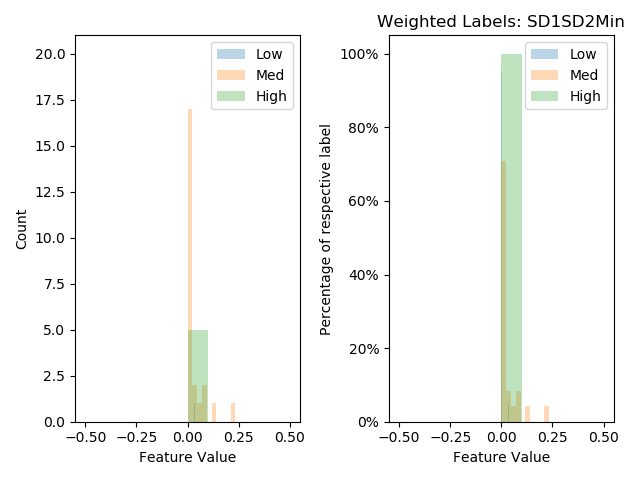 Weighted Labels: SD1SD2Min
20.0
17.5
15.0
12.5
10.0
7.5
5.0
2.5
0.0
Count
Low
Med
High
−0.50
−0.25
0.00
0.25
0.50
Feature Value
100%
80%
60%
40%
20%
0%
Percentage of respective label
Low
Med
High
−0.50
−0.25
0.00
0.25
0.50
Feature Value